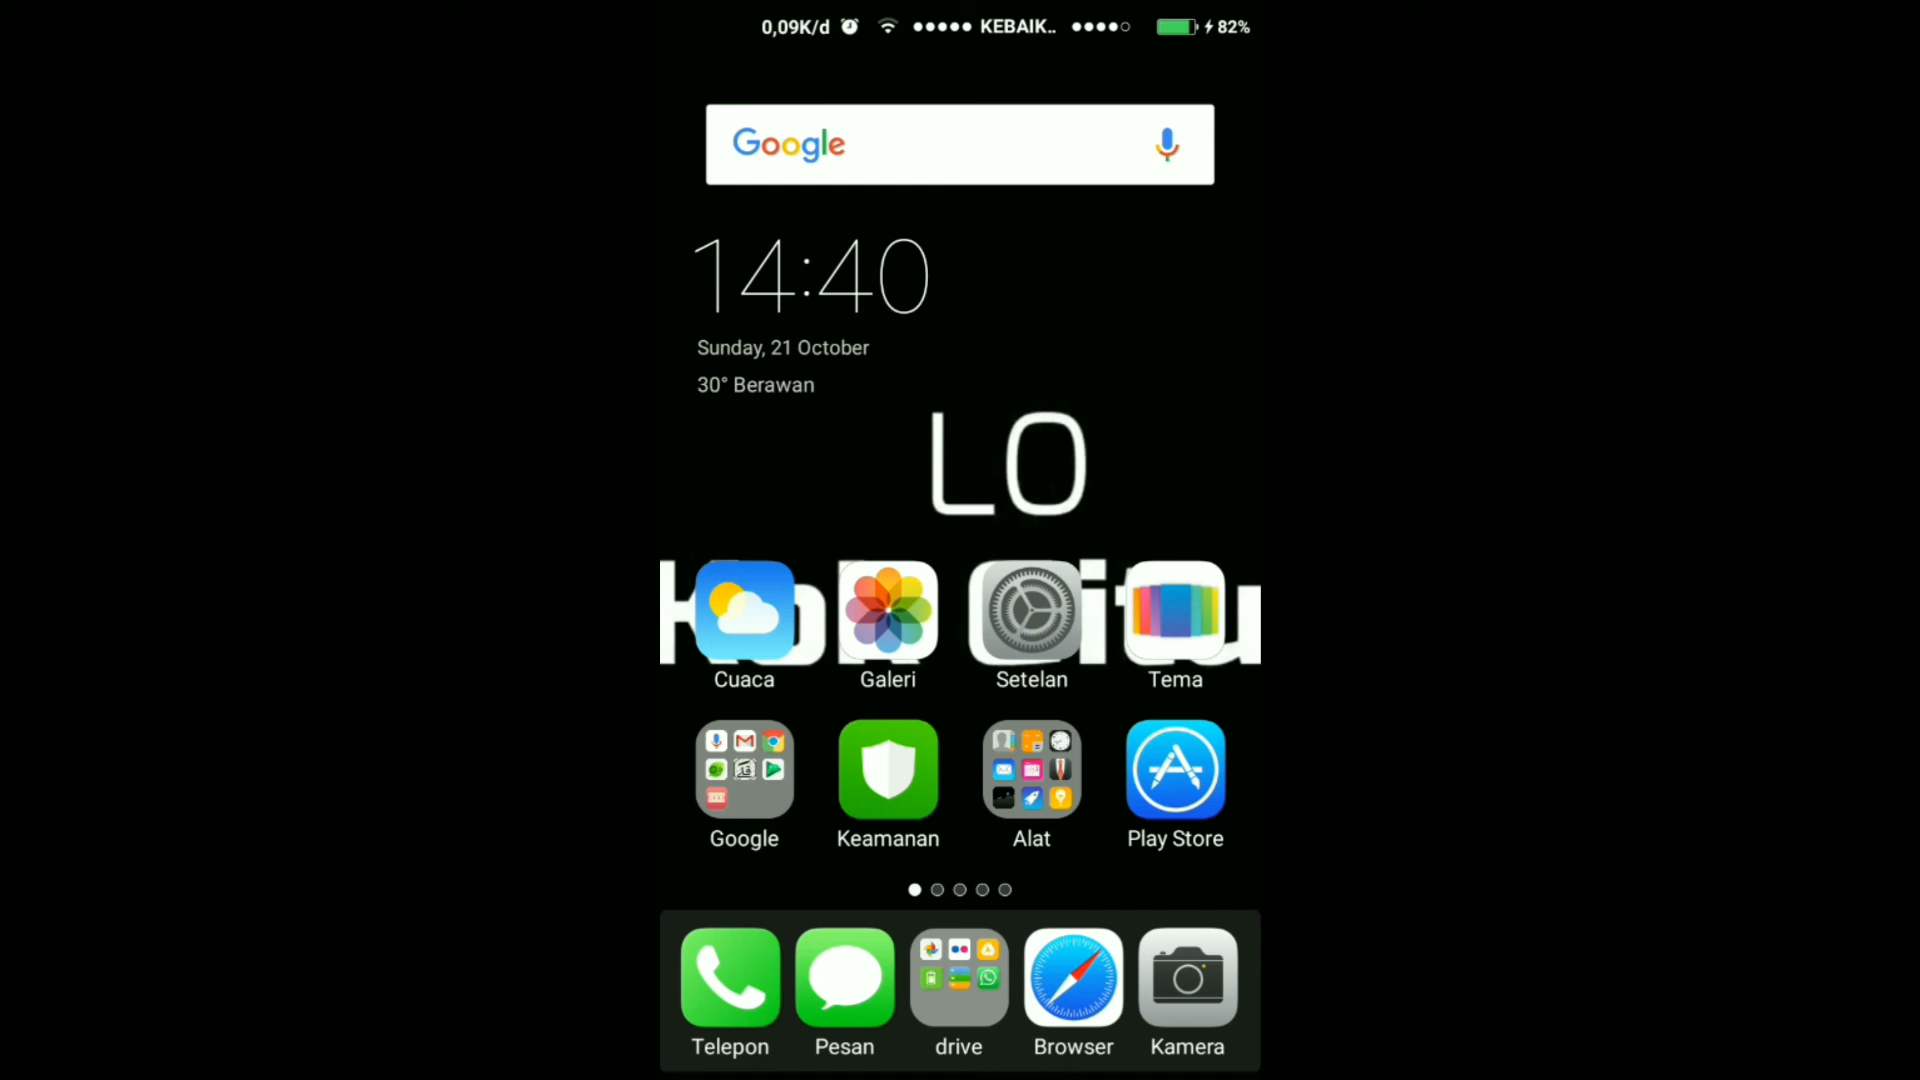 0,09K/d KEBAIK.. 82%
Google
14:40
Sunday, 21 October
30° Berawan
LO
Cuaca Galeri Setelan Tema
Google Keamanan Alat Play Store
Telepon Pesan drive Browser Kamera